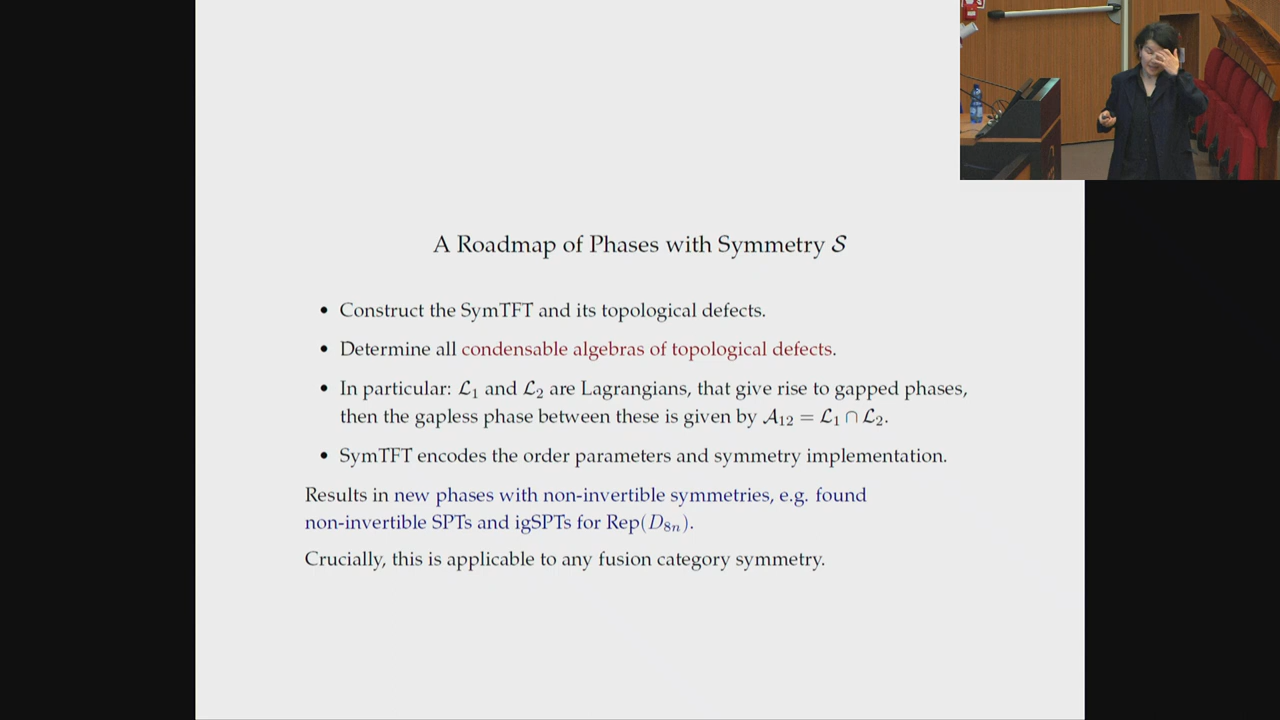 A Roadmap of Phases with Symmetry 𝒮
• Construct the SymTFT and its topological defects.
• Determine all condensable algebras of topological defects.
• In particular: ℒ₁ and ℒ₂ are Lagrangians, that give rise to gapped phases,
then the gapless phase between these is given by 𝒜₁₂ = ℒ₁ ∩ ℒ₂.
• SymTFT encodes the order parameters and symmetry implementation.
Results in new phases with non-invertible symmetries, e.g. found
non-invertible SPTs and igSPTs for Rep(D₈ₙ).
Crucially, this is applicable to any fusion category symmetry.